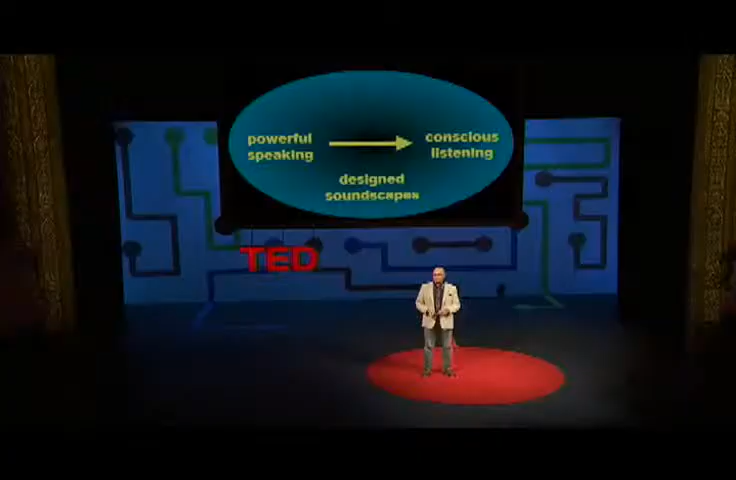 powerful
speaking
conscious
listening
designed
soundscapes
TED